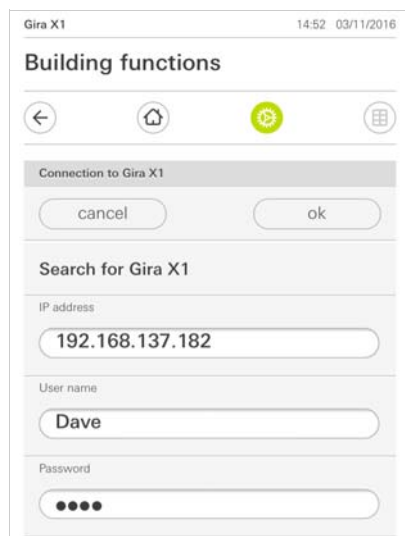 Gira X1 14:52 03/11/2016
Building functions
Connection to Gira X1
cancel ok
Search for Gira X1
IP address
192.168.137.182
User name
Dave
Password
●●●●